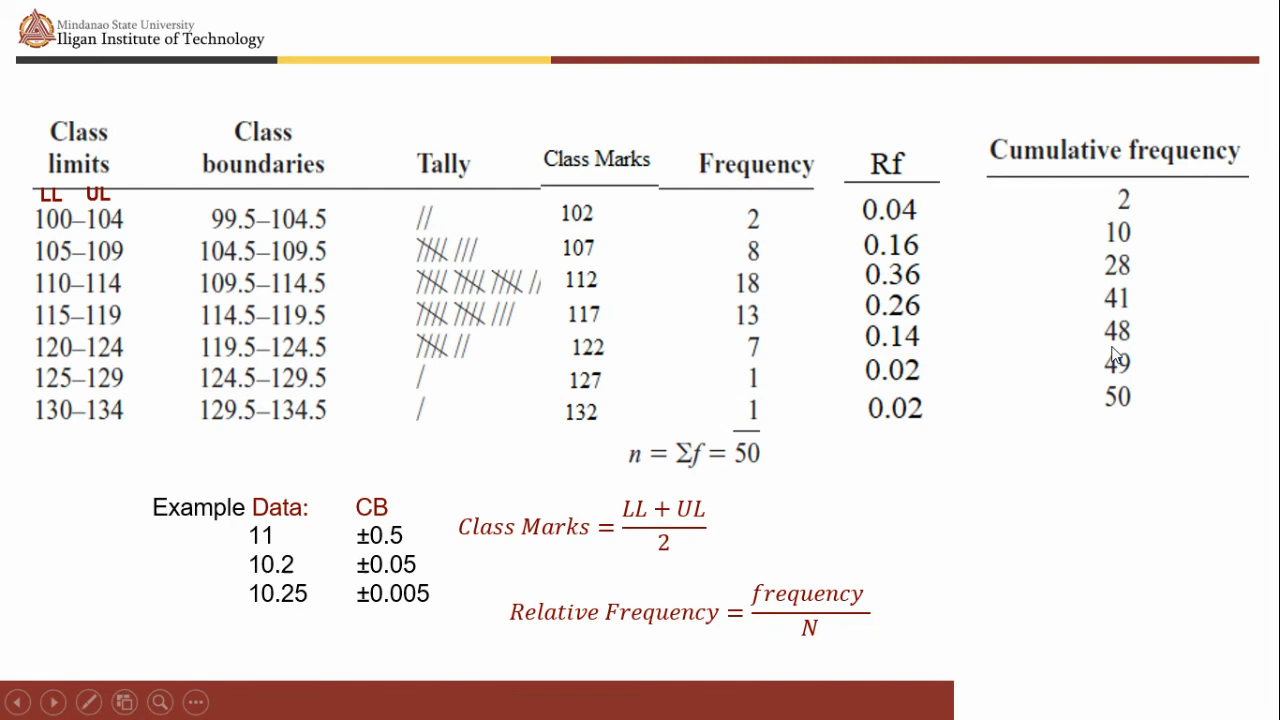 Mindanao State University
Iligan Institute of Technology
Class limits Class boundaries Tally Class Marks Frequency Rf Cumulative frequency
LL UL
100–104 99.5–104.5 // 102 2 0.04 2
105–109 104.5–109.5 //// /// 107 8 0.16 10
110–114 109.5–114.5 //// //// //// // 112 18 0.36 28
115–119 114.5–119.5 //// //// /// 117 13 0.26 41
120–124 119.5–124.5 //// // 122 7 0.14 48
125–129 124.5–129.5 / 127 1 0.02 49
130–134 129.5–134.5 / 132 1 0.02 50
n = Σf = 50
Example Data: CB
11 ±0.5
10.2 ±0.05
10.25 ±0.005
Class Marks = (LL + UL) / 2
Relative Frequency = frequency / N